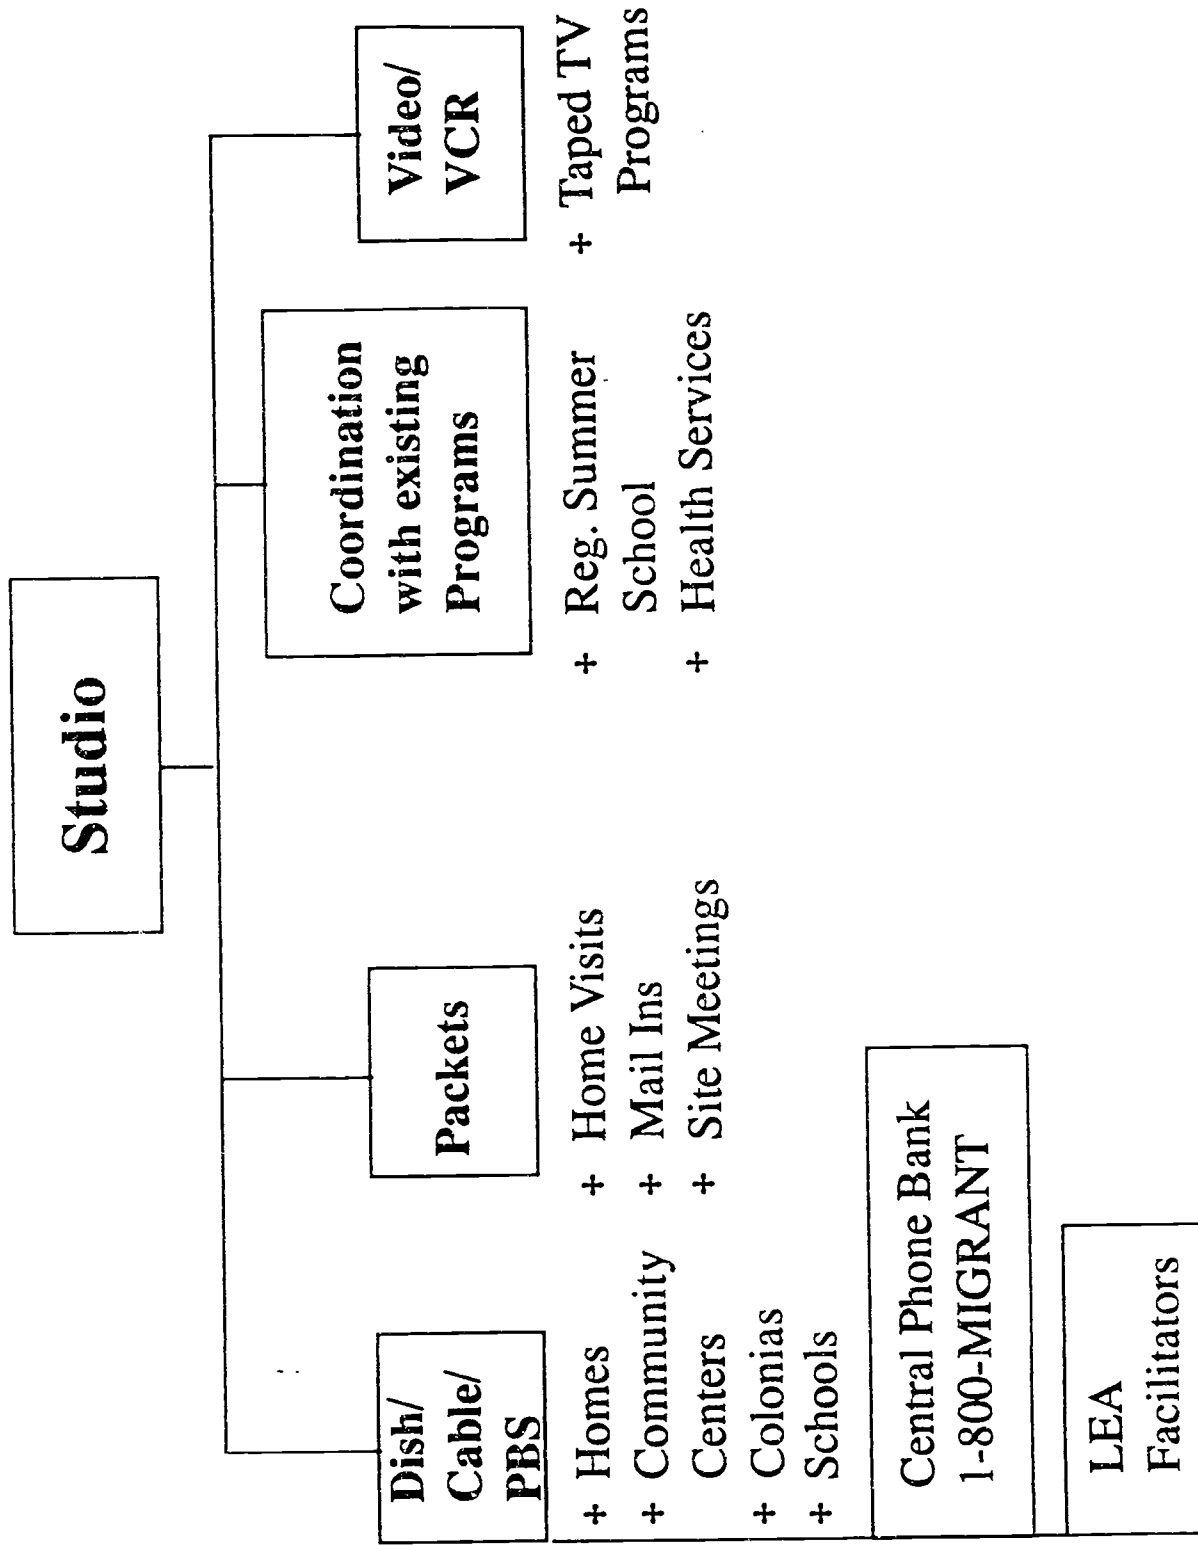 Studio
Dish/
Cable/
PBS
+ Homes
+ Community
Centers
+ Colonias
+ Schools
Central Phone Bank
1-800-MIGRANT
LEA
Facilitators
Packets
+ Home Visits
+ Mail Ins
+ Site Meetings
Coordination
with existing
Programs
+ Reg. Summer
School
+ Health Services
Video/
VCR
+ Taped TV
Programs